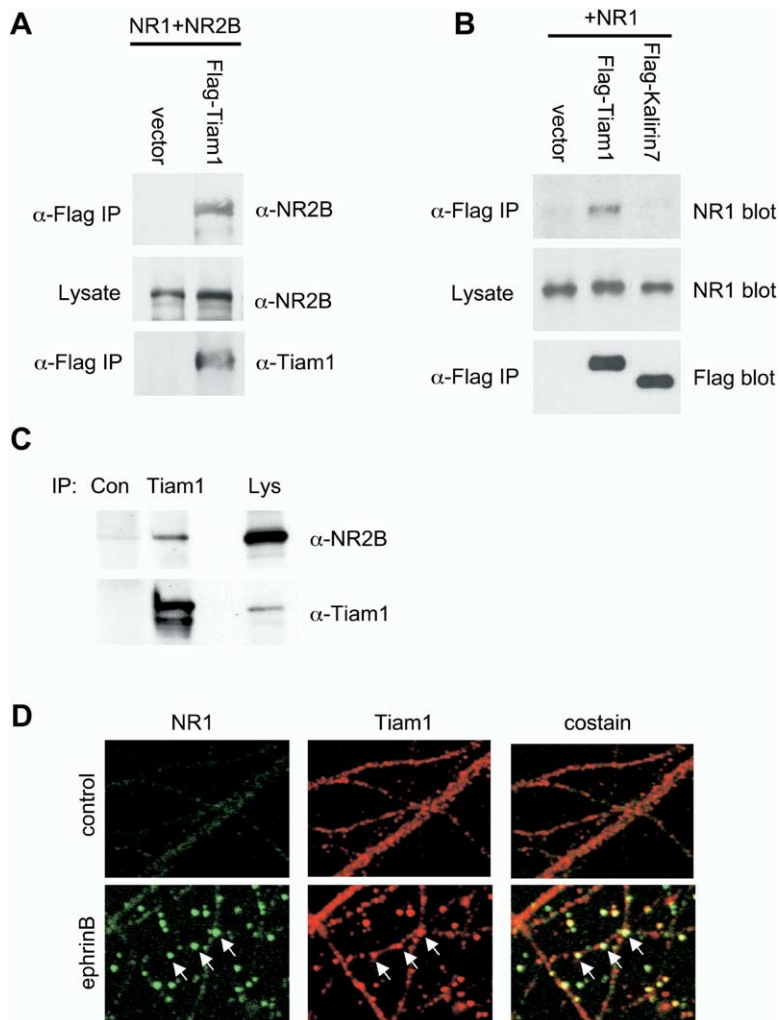 A
NR1+NR2B
vector
Flag-Tiam1
α-Flag IP
α-NR2B
Lysate
α-NR2B
α-Flag IP
α-Tiam1
B
+NR1
vector
Flag-Tiam1
Flag-Kalirin7
α-Flag IP
NR1 blot
Lysate
NR1 blot
α-Flag IP
Flag blot
C
IP: Con Tiam1 Lys
α-NR2B
α-Tiam1
D
NR1 Tiam1 costain
control
ephrinB